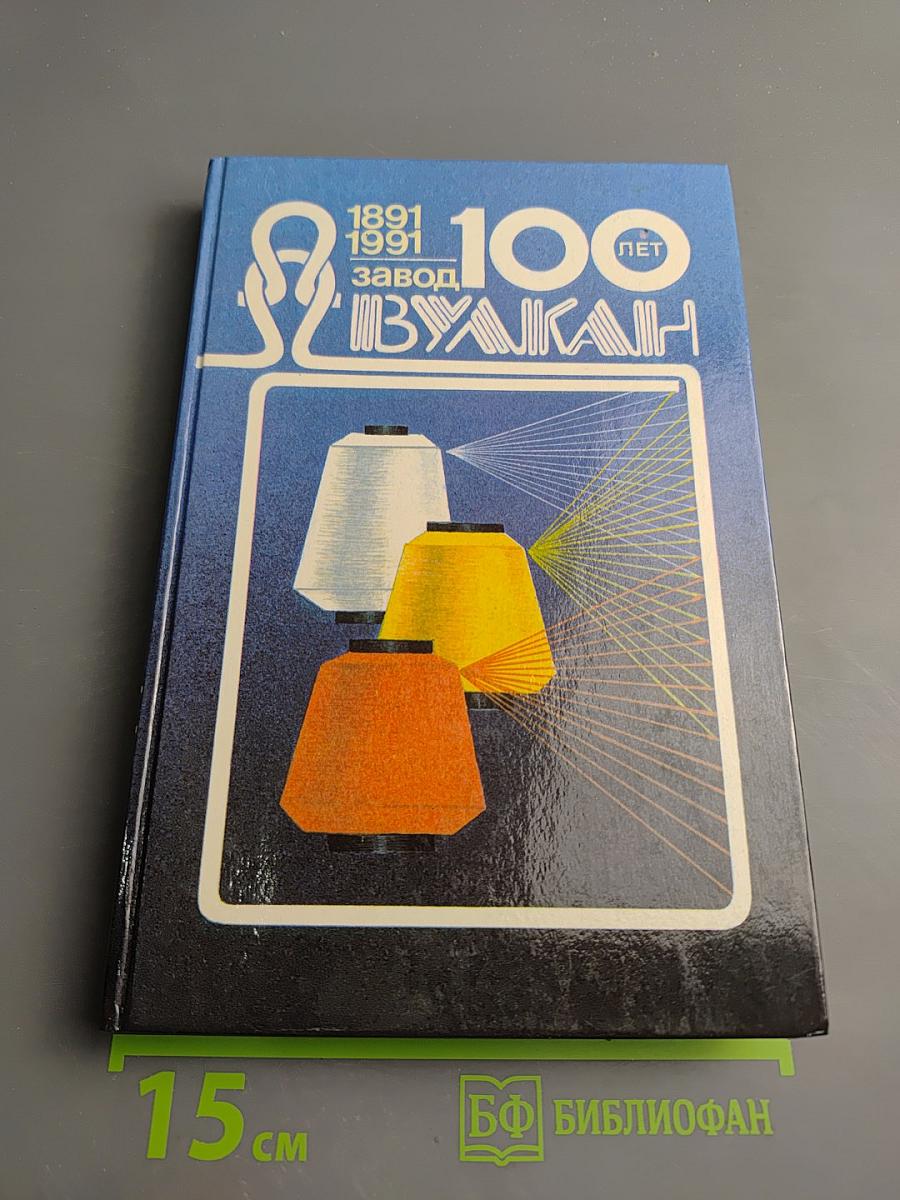 1891
1991
100
ЛЕТ
завод
ВУЛКАН
15 см
БФ БИБЛИОФАН